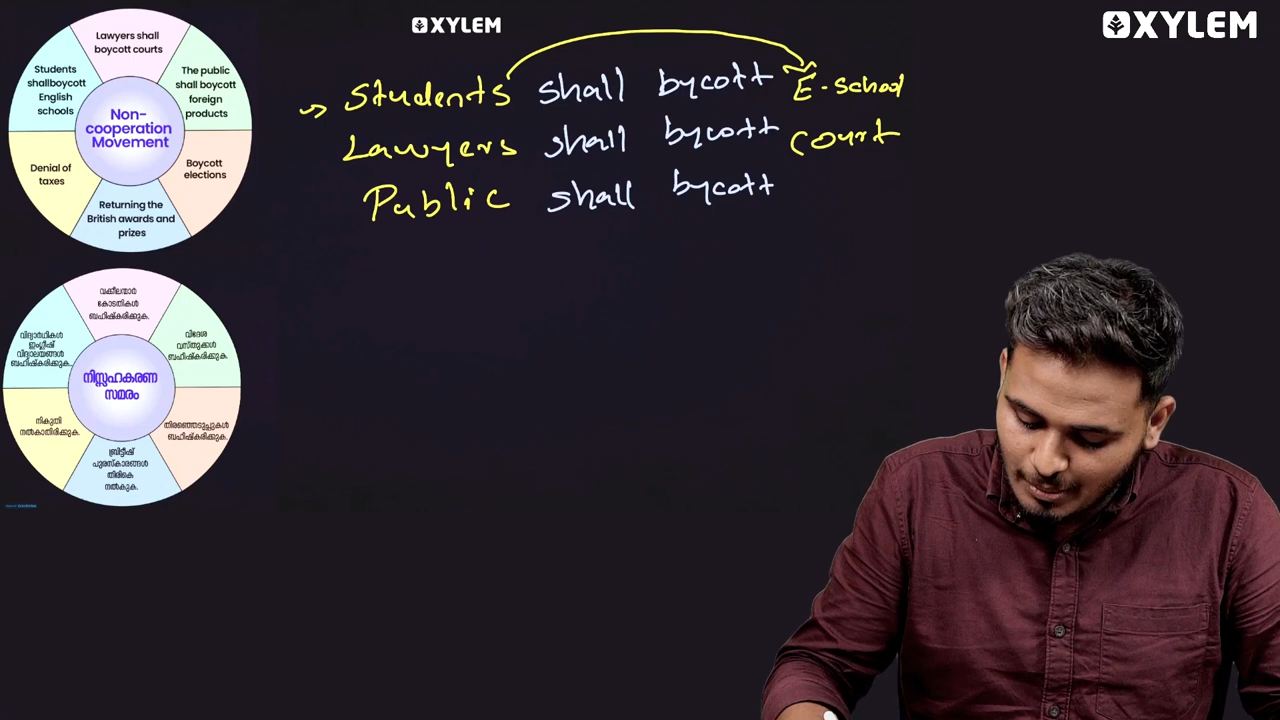 XYLEM
XYLEM
Lawyers shall
boycott courts
Students
shallboycott
English
schools
The public
shall boycott
foreign
products
Non-
cooperation
Movement
Denial of
taxes
Boycott
elections
Returning the
British awards and
prizes
Students shall bycott E-school
Lawyers shall bycott court
Public shall bycott
വക്കീലന്മാർ
കോടതികൾ
ബഹിഷ്കരിക്കുക.
വിദ്യാർഥികൾ
ഇംഗ്ലീഷ്
വിദ്യാലയങ്ങൾ
ബഹിഷ്കരിക്കുക.
വിദേശ
വസ്തുക്കൾ
ബഹിഷ്കരിക്കുക.
നിസ്സഹകരണ
സമരം
നികുതി
നൽകാതിരിക്കുക.
തിരഞ്ഞെടുപ്പുകൾ
ബഹിഷ്കരിക്കുക.
ബ്രിട്ടീഷ്
പുരസ്കാരങ്ങൾ
തിരികെ
നൽകുക.